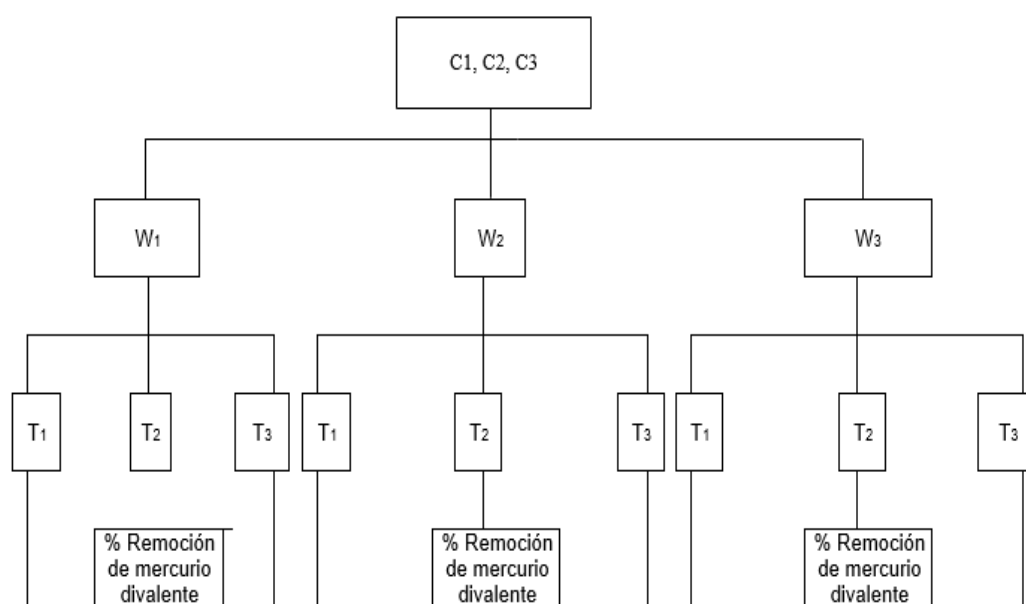 C1, C2, C3
W1
W2
W3
T1
T2
T3
T1
T2
T3
T1
T2
T3
% Remoción
de mercurio
divalente
% Remoción
de mercurio
divalente
% Remoción
de mercurio
divalente